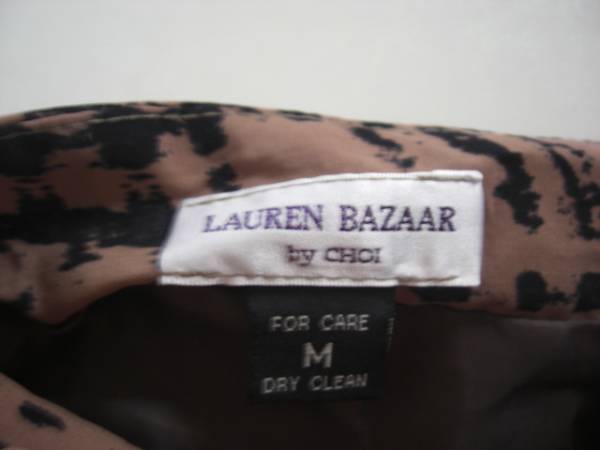 LAUREN BAZAAR
by CHOI
FOR CARE
M
DRY CLEAN